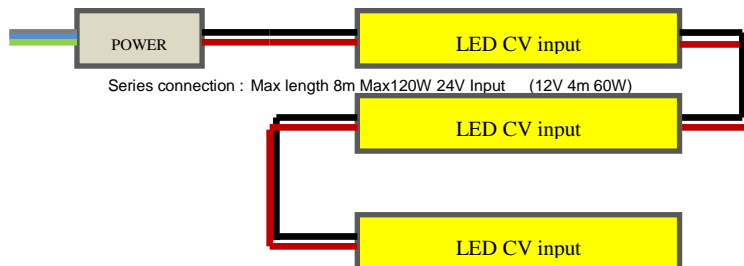 POWER
LED CV input
Series connection : Max length 8m Max120W 24V Input (12V 4m 60W)
LED CV input
LED CV input